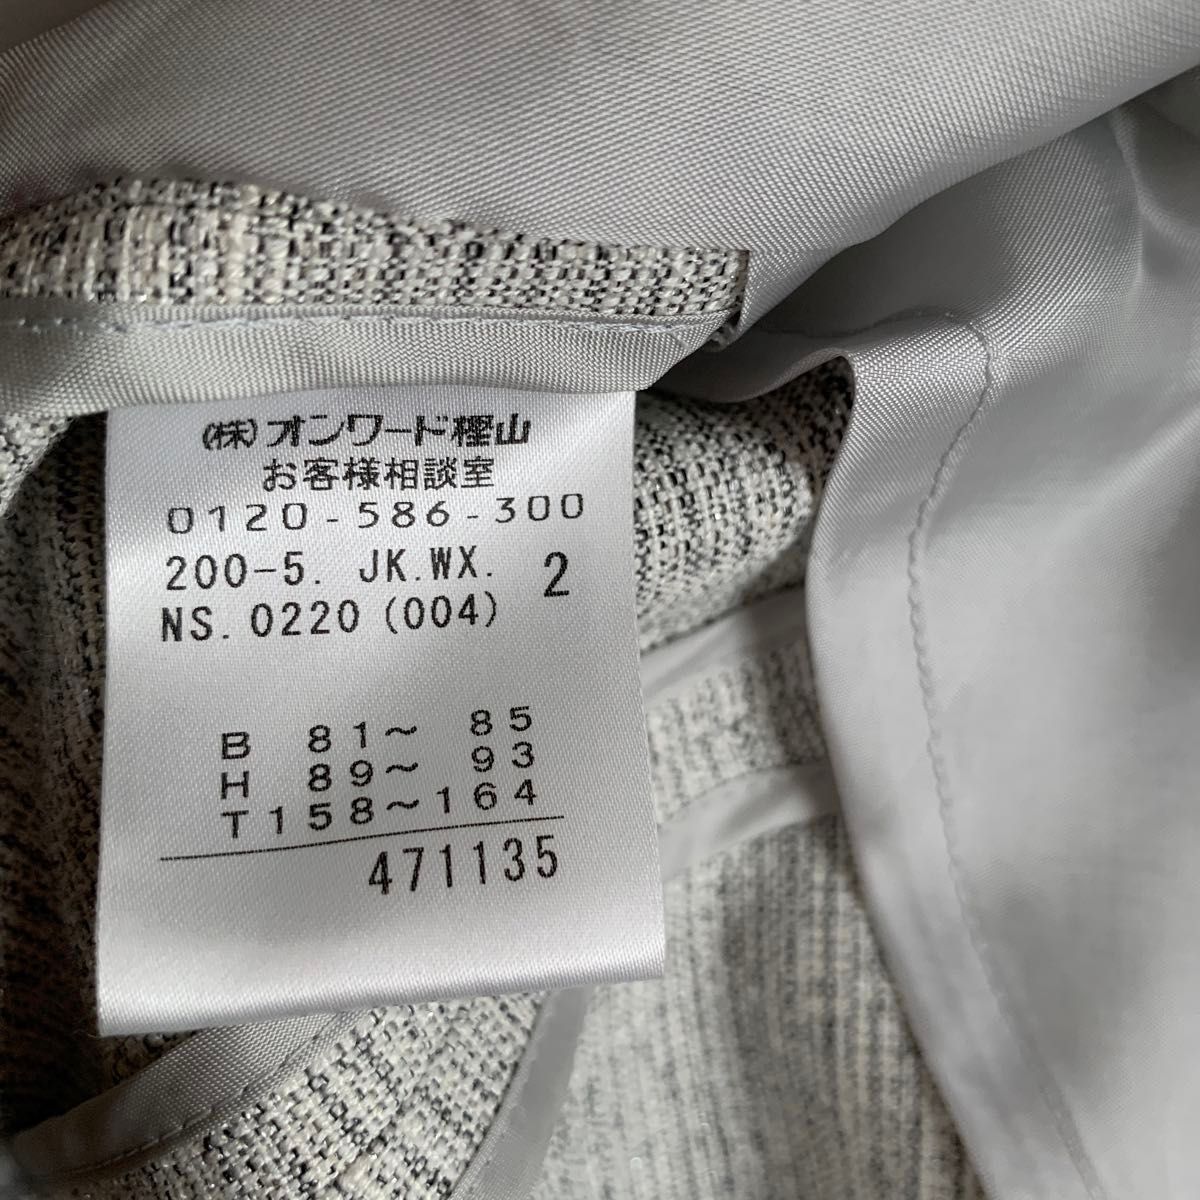 (株)オンワード樫山
お客様相談室
0120-586-300
200-5. JK.WX. 2
NS.0220(004)
B 81～ 85
H 89～ 93
T158～164
471135